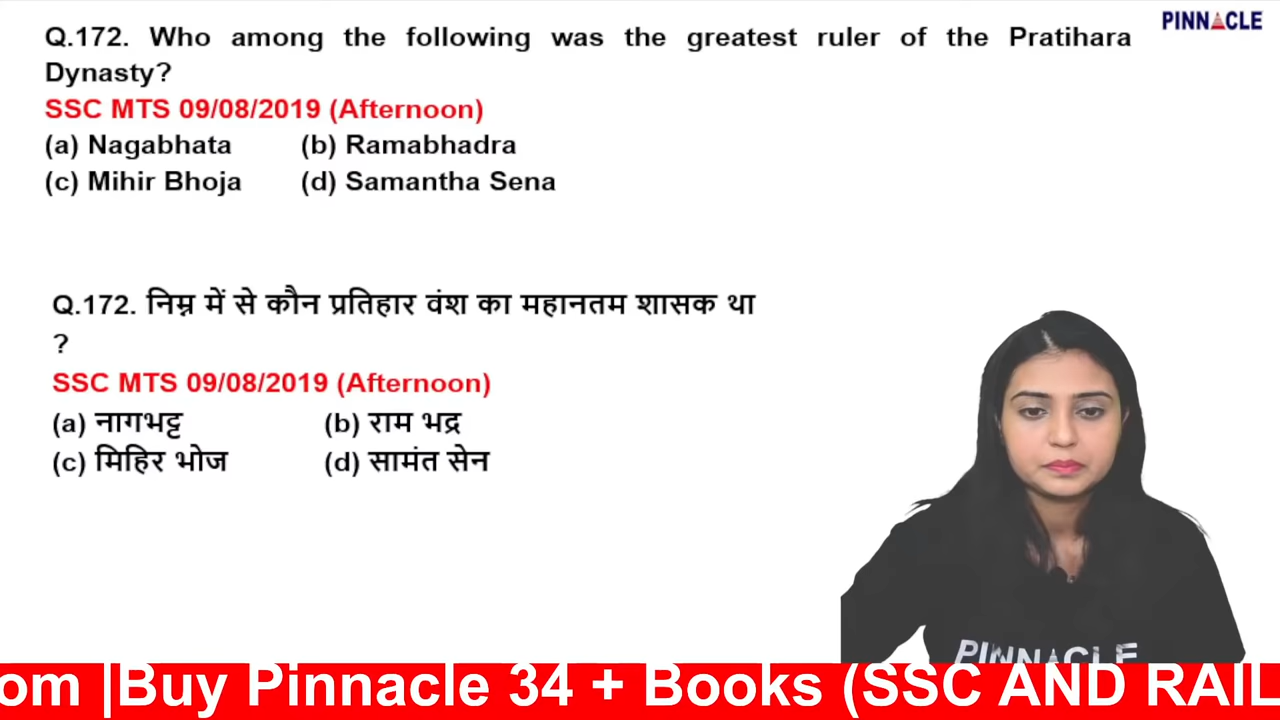 PINNACLE
Q.172. Who among the following was the greatest ruler of the Pratihara
Dynasty?
SSC MTS 09/08/2019 (Afternoon)
(a) Nagabhata (b) Ramabhadra
(c) Mihir Bhoja (d) Samantha Sena
Q.172. निम्न में से कौन प्रतिहार वंश का महानतम शासक था
?
SSC MTS 09/08/2019 (Afternoon)
(a) नागभट्ट (b) राम भद्र
(c) मिहिर भोज (d) सामंत सेन
PINNACLE
om |Buy Pinnacle 34 + Books (SSC AND RAIL